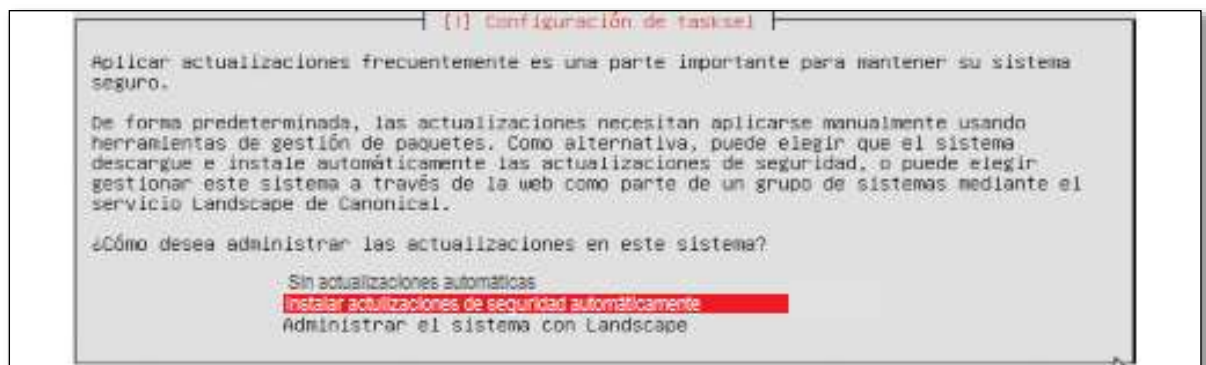 [!] Configuración de tasksel
Aplicar actualizaciones frecuentemente es una parte importante para mantener su sistema
seguro.
De forma predeterminada, las actualizaciones necesitan aplicarse manualmente usando
herramientas de gestión de paquetes. Como alternativa, puede elegir que el sistema
descargue e instale automáticamente las actualizaciones de seguridad, o puede elegir
gestionar este sistema a través de la web como parte de un grupo de sistemas mediante el
servicio Landscape de Canonical.
¿Cómo desea administrar las actualizaciones en este sistema?
Sin actualizaciones automáticas
Instalar actulizaciones de seguridad automáticamente
Administrar el sistema con Landscape